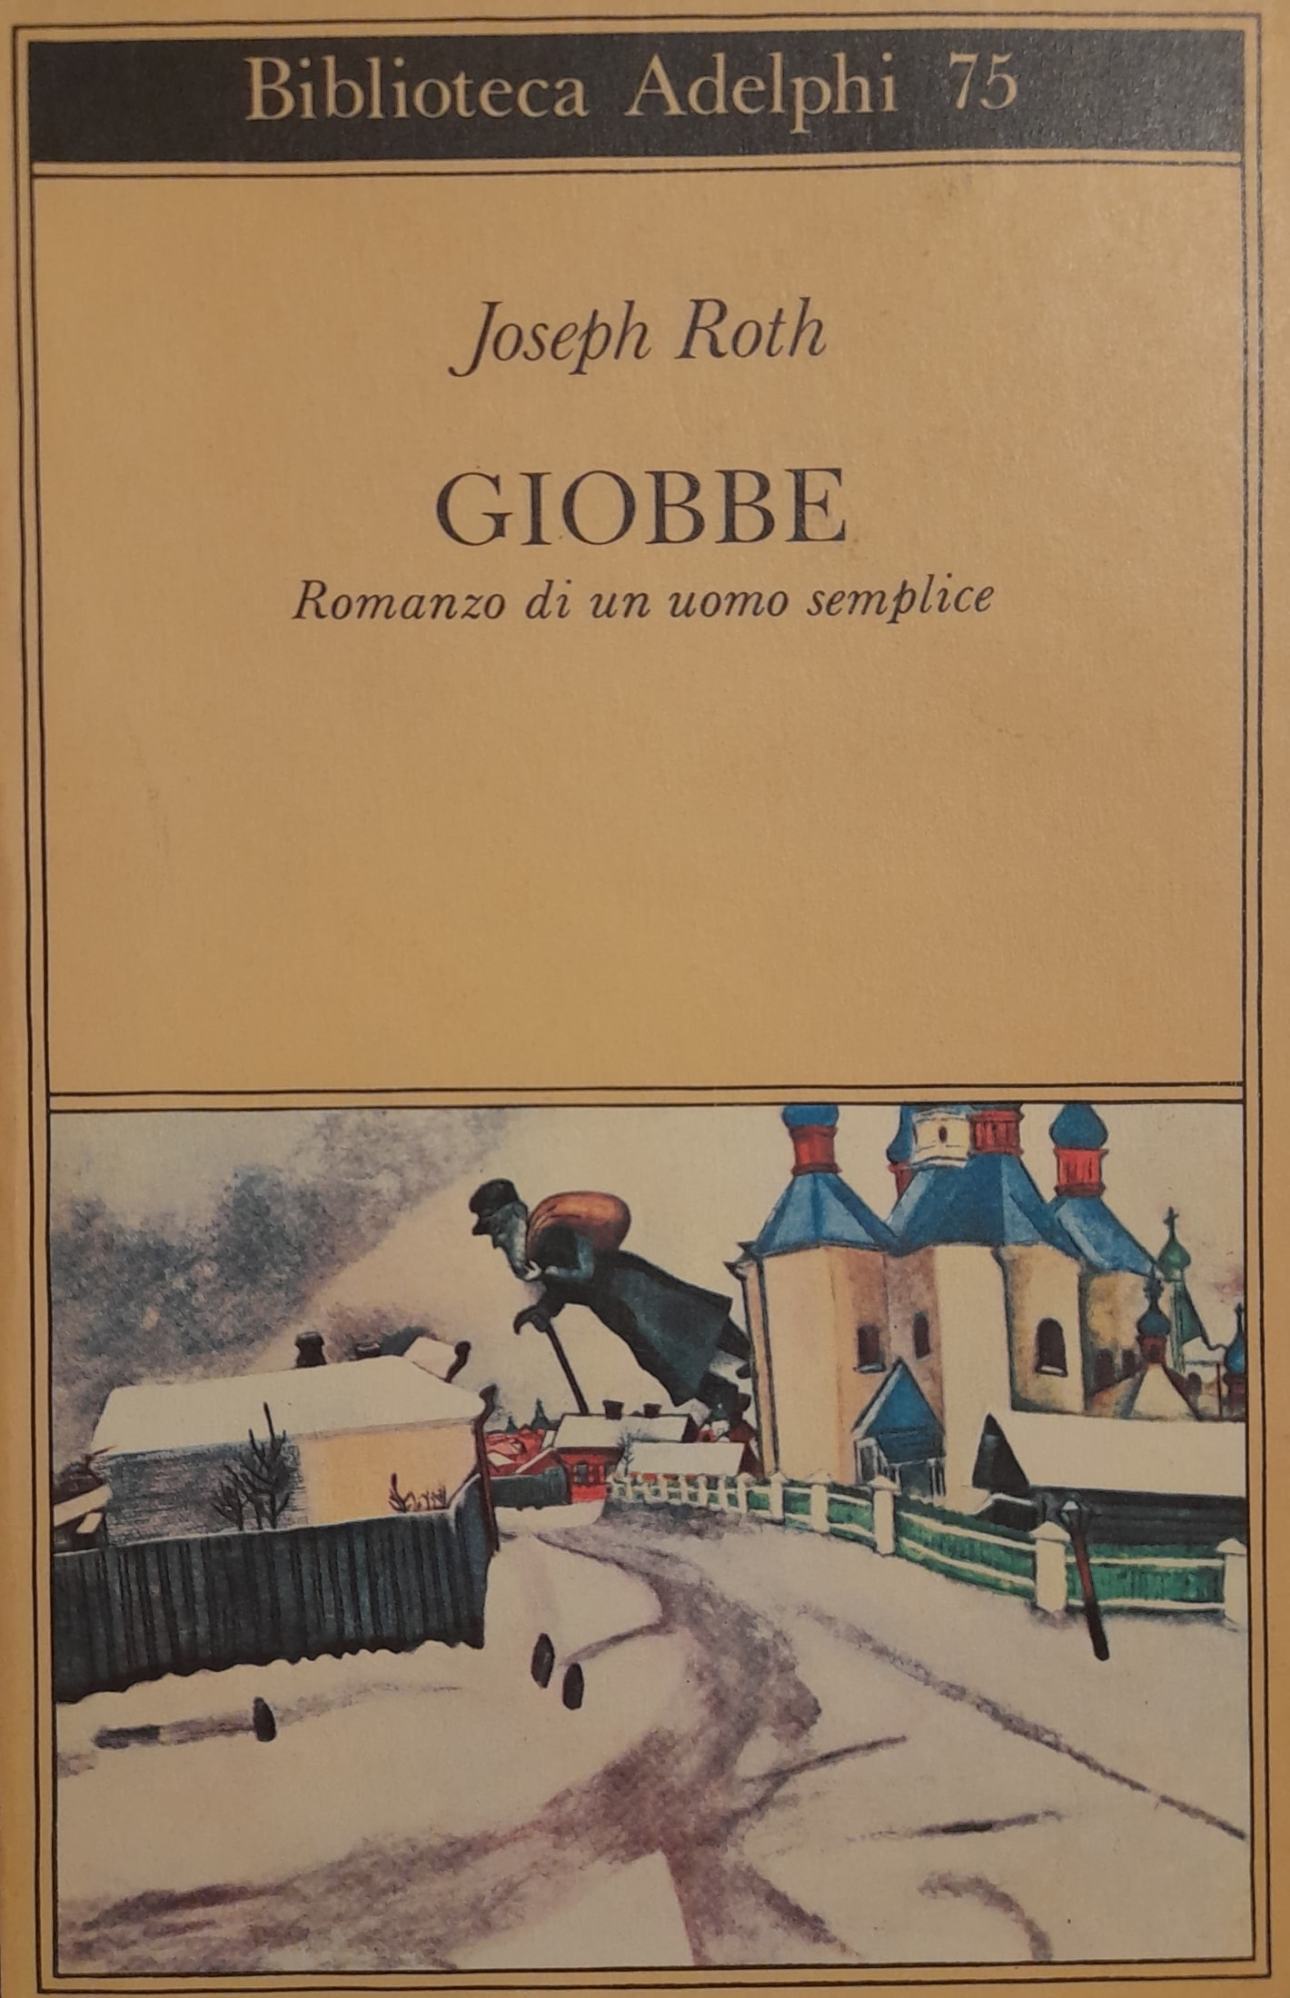 Biblioteca Adelphi 75
Joseph Roth
GIOBBE
Romanzo di un uomo semplice